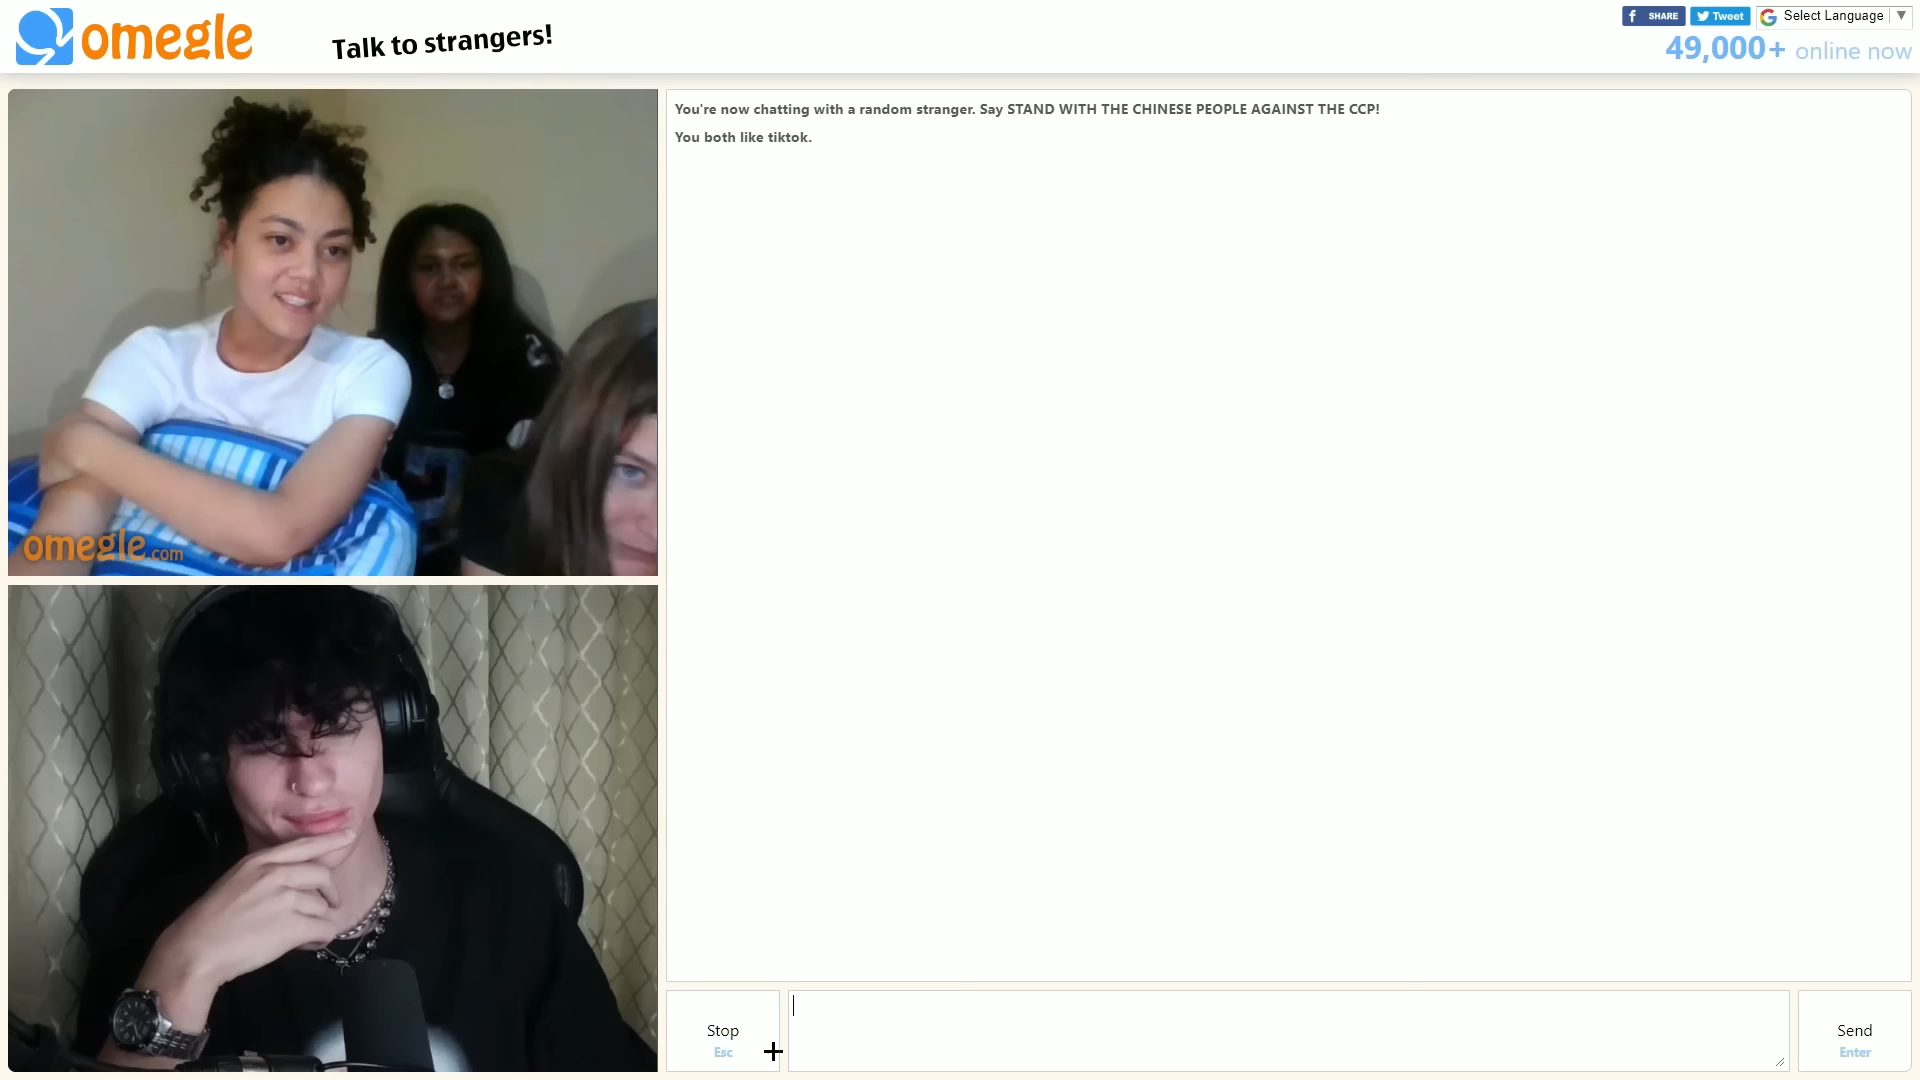 omegle
Talk to strangers!
SHARE
Tweet
Select Language
49,000+ online now
You're now chatting with a random stranger. Say STAND WITH THE CHINESE PEOPLE AGAINST THE CCP!
You both like tiktok.
omegle.com
Stop
Esc
Send
Enter